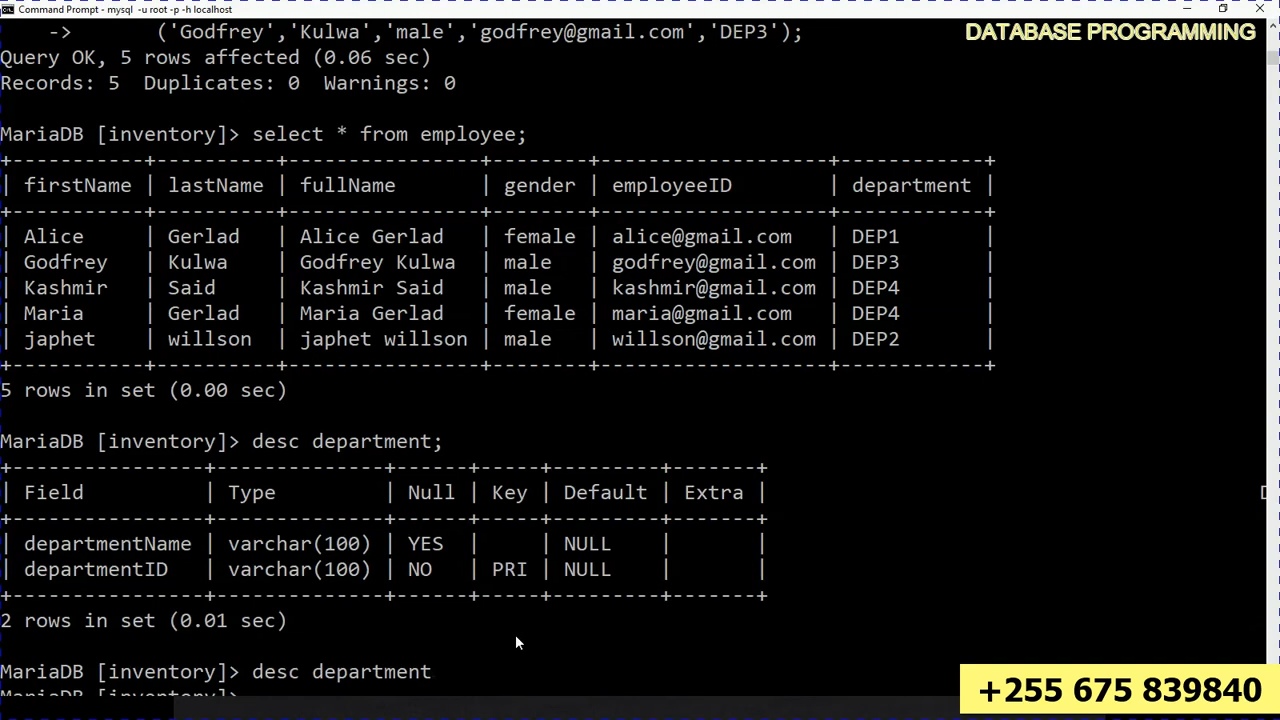 Command Prompt - mysql -u root -p -h localhost
DATABASE PROGRAMMING
-> ('Godfrey','Kulwa','male','godfrey@gmail.com','DEP3');
Query OK, 5 rows affected (0.06 sec)
Records: 5 Duplicates: 0 Warnings: 0
MariaDB [inventory]> select * from employee;
+-----------+----------+----------------+--------+-------------------+------------+
| firstName | lastName | fullName | gender | employeeID | department |
+-----------+----------+----------------+--------+-------------------+------------+
| Alice | Gerlad | Alice Gerlad | female | alice@gmail.com | DEP1 |
| Godfrey | Kulwa | Godfrey Kulwa | male | godfrey@gmail.com | DEP3 |
| Kashmir | Said | Kashmir Said | male | kashmir@gmail.com | DEP4 |
| Maria | Gerlad | Maria Gerlad | female | maria@gmail.com | DEP4 |
| japhet | willson | japhet willson | male | willson@gmail.com | DEP2 |
+-----------+----------+----------------+--------+-------------------+------------+
5 rows in set (0.00 sec)
MariaDB [inventory]> desc department;
+----------------+--------------+------+-----+---------+-------+
| Field | Type | Null | Key | Default | Extra |
+----------------+--------------+------+-----+---------+-------+
| departmentName | varchar(100) | YES | | NULL | |
| departmentID | varchar(100) | NO | PRI | NULL | |
+----------------+--------------+------+-----+---------+-------+
2 rows in set (0.01 sec)
MariaDB [inventory]> desc department
MariaDB [inventory]>
+255 675 839840